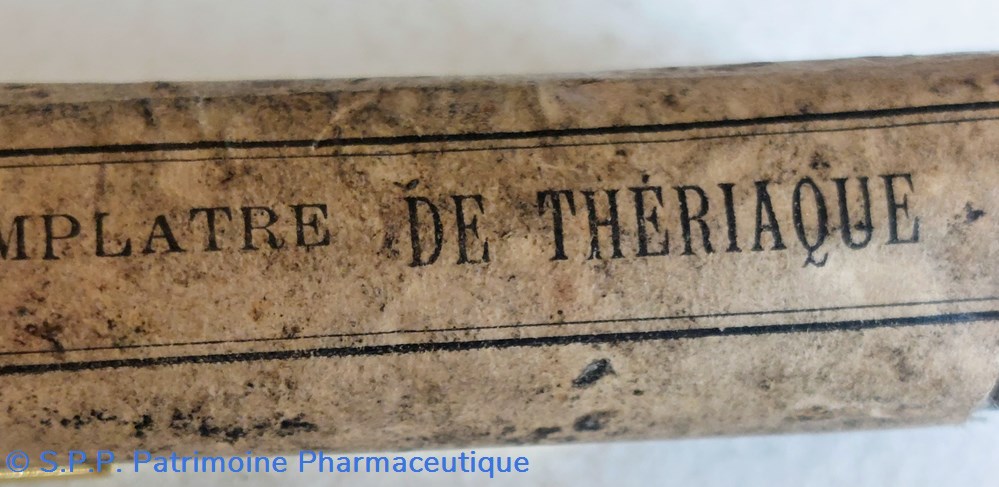 MPLATRE DE THÉRIAQUE
© S.P.P. Patrimoine Pharmaceutique